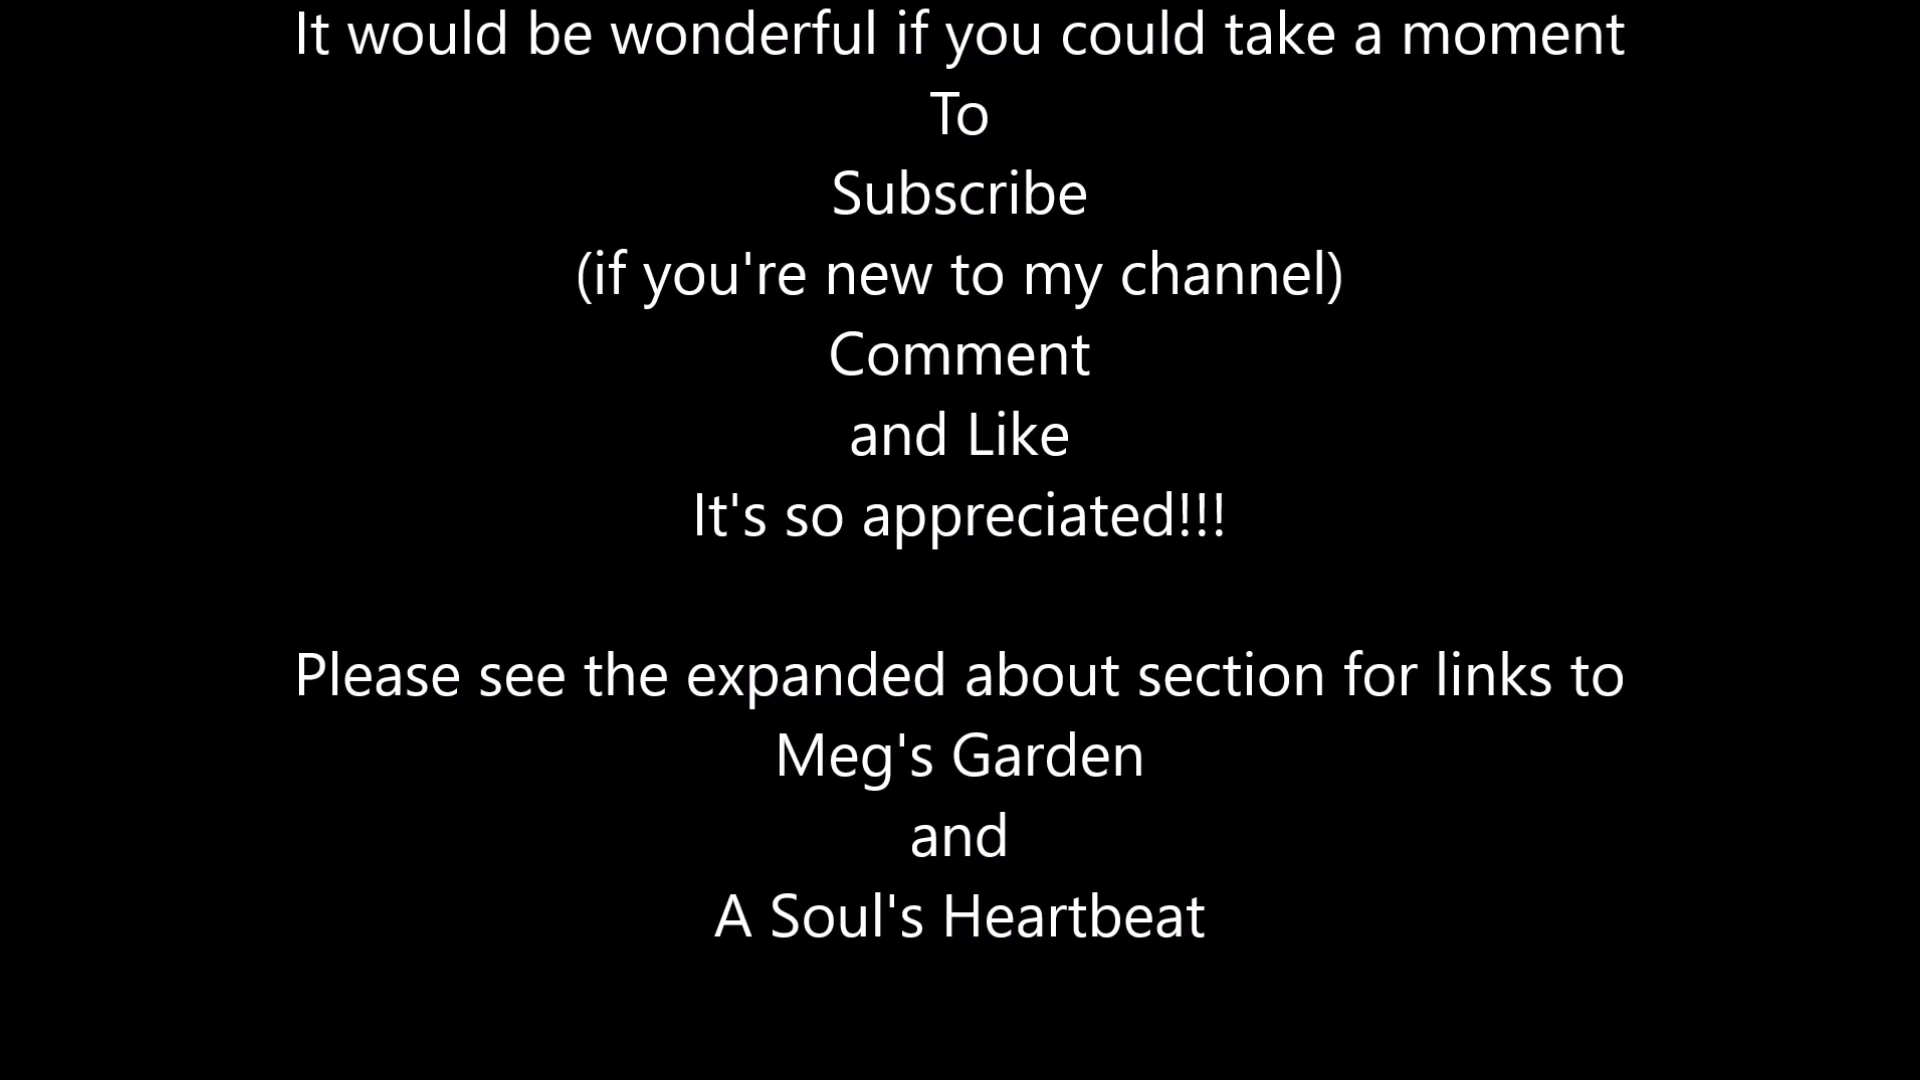 It would be wonderful if you could take a moment
To
Subscribe
(if you're new to my channel)
Comment
and Like
It's so appreciated!!!
Please see the expanded about section for links to
Meg's Garden
and
A Soul's Heartbeat